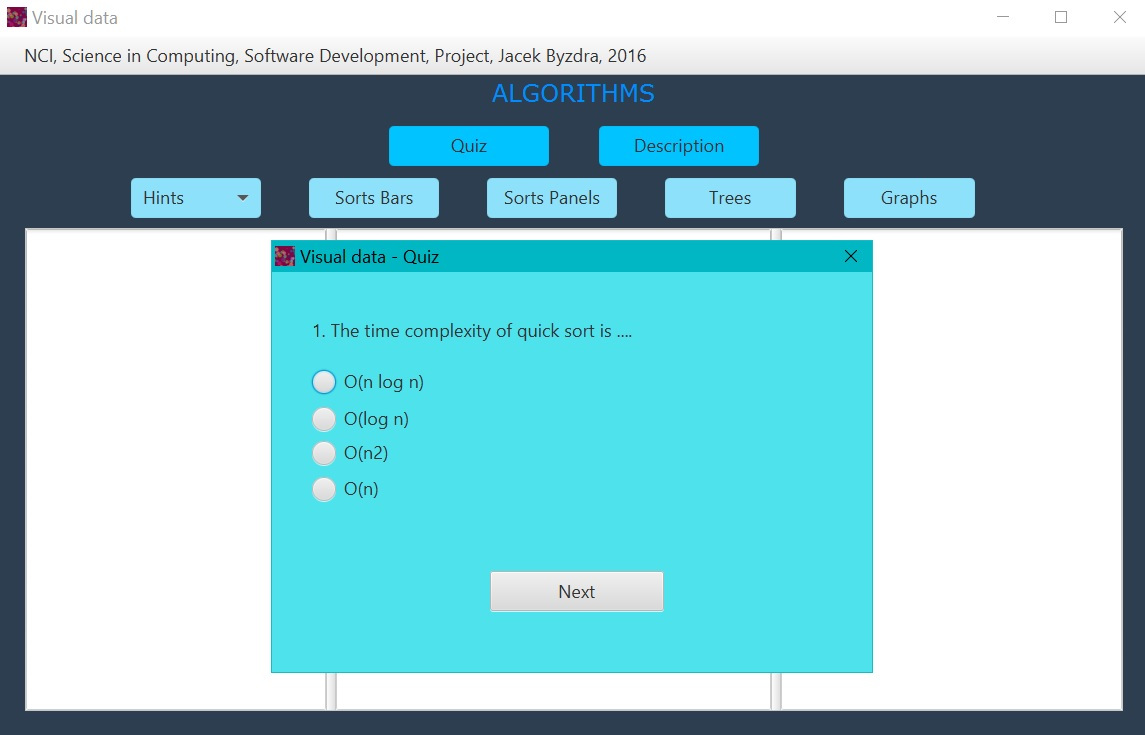 Visual data
NCI, Science in Computing, Software Development, Project, Jacek Byzdra, 2016
ALGORITHMS
Quiz
Description
Hints
Sorts Bars
Sorts Panels
Trees
Graphs
Visual data - Quiz
1. The time complexity of quick sort is ....
O(n log n)
O(log n)
O(n2)
O(n)
Next